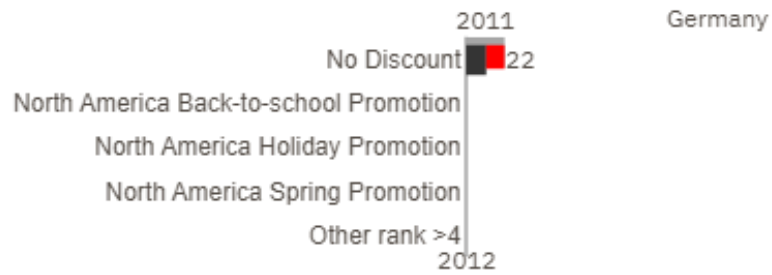 2011
Germany
No Discount 22
North America Back-to-school Promotion
North America Holiday Promotion
North America Spring Promotion
Other rank >4
2012